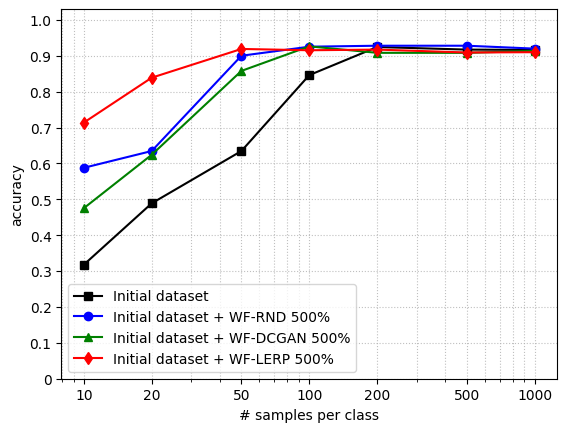 1.0
0.9
0.8
0.7
0.6
0.5
0.4
0.3
0.2
0.1
0
accuracy
Initial dataset
Initial dataset + WF-RND 500%
Initial dataset + WF-DCGAN 500%
Initial dataset + WF-LERP 500%
10 20 50 100 200 500 1000
# samples per class